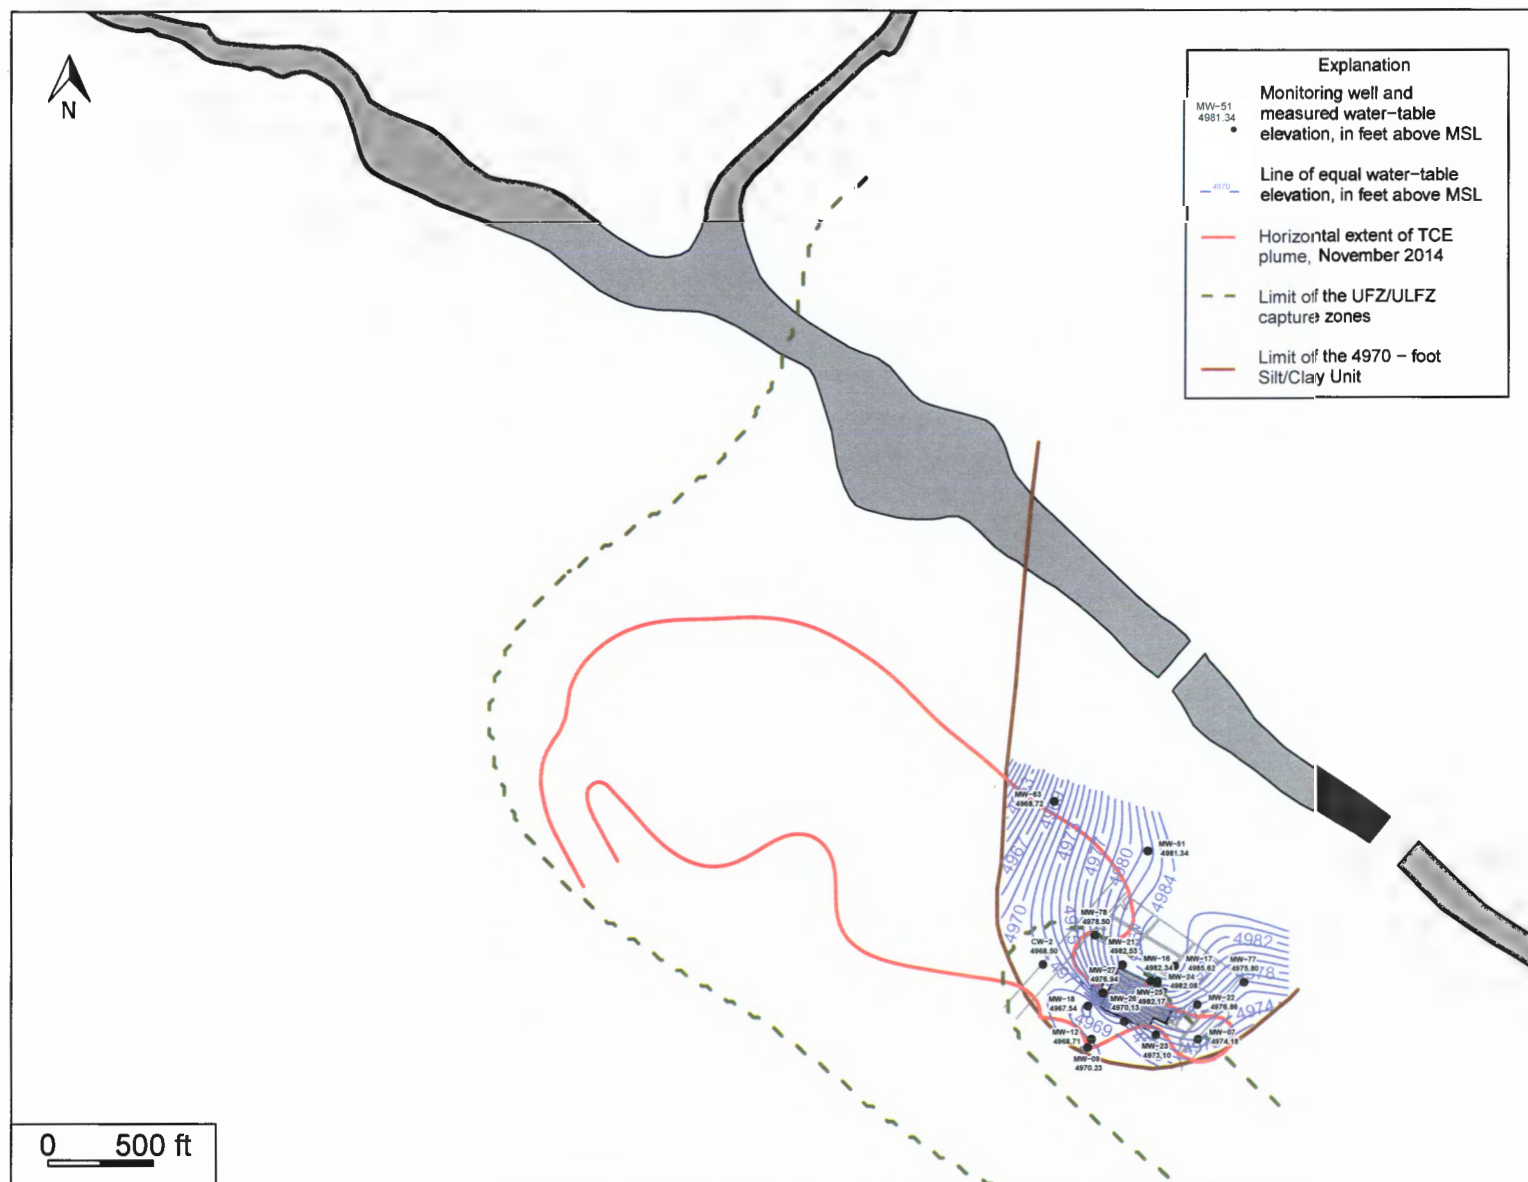 N
Explanation
MW-51
4981.34
Monitoring well and
measured water-table
elevation, in feet above MSL
4970
Line of equal water-table
elevation, in feet above MSL
Horizontal extent of TCE
plume, November 2014
Limit of the UFZ/ULFZ
capture zones
Limit of the 4970 - foot
Silt/Clay Unit
MW-63
4968.72
4967
4973
4980
4984
MW-51
4981.34
4970
4975
MW-78
4978.50
CW-2
4968.50
MW-21
4982.53
MW-16
4982.34
MW-17
4985.62
4982
MW-77
4975.80
4978
MW-27
4976.94
MW-24
4982.08
MW-25
4982.17
MW-18
4967.54
MW-26
4970.13
MW-22
4976.86
4974
4969
MW-12
4968.71
MW-09
4970.23
MW-23
4973.10
MW-07
4974.18
0 500 ft